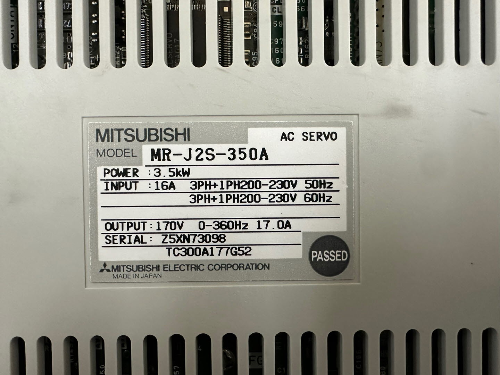 MITSUBISHI
AC SERVO
MODEL MR-J2S-350A
POWER : 3.5kW
INPUT : 16A 3PH+1PH200-230V 50Hz
3PH+1PH200-230V 60Hz
OUTPUT: 170V 0-360Hz 17.0A
SERIAL: Z5XN73098
TC300A177G52
PASSED
MITSUBISHI ELECTRIC CORPORATION
MADE IN JAPAN